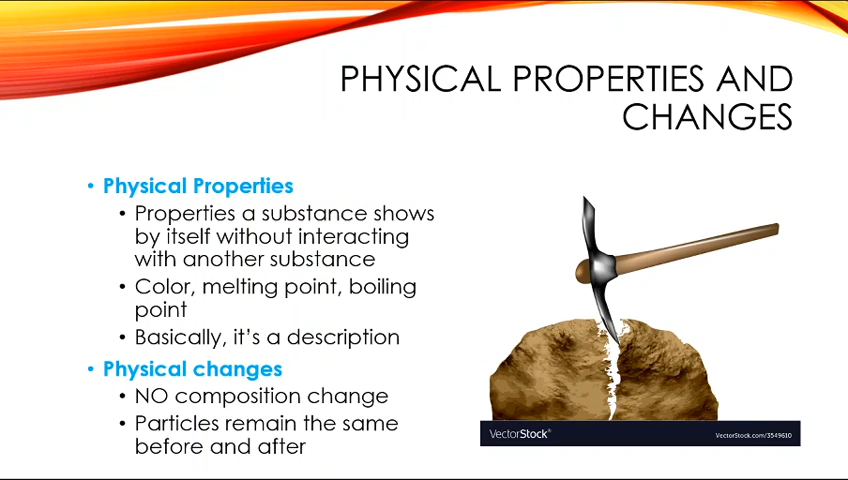 PHYSICAL PROPERTIES AND
CHANGES
• Physical Properties
• Properties a substance shows
by itself without interacting
with another substance
• Color, melting point, boiling
point
• Basically, it's a description
• Physical changes
• NO composition change
• Particles remain the same
before and after
VectorStock®
VectorStock.com/3549610